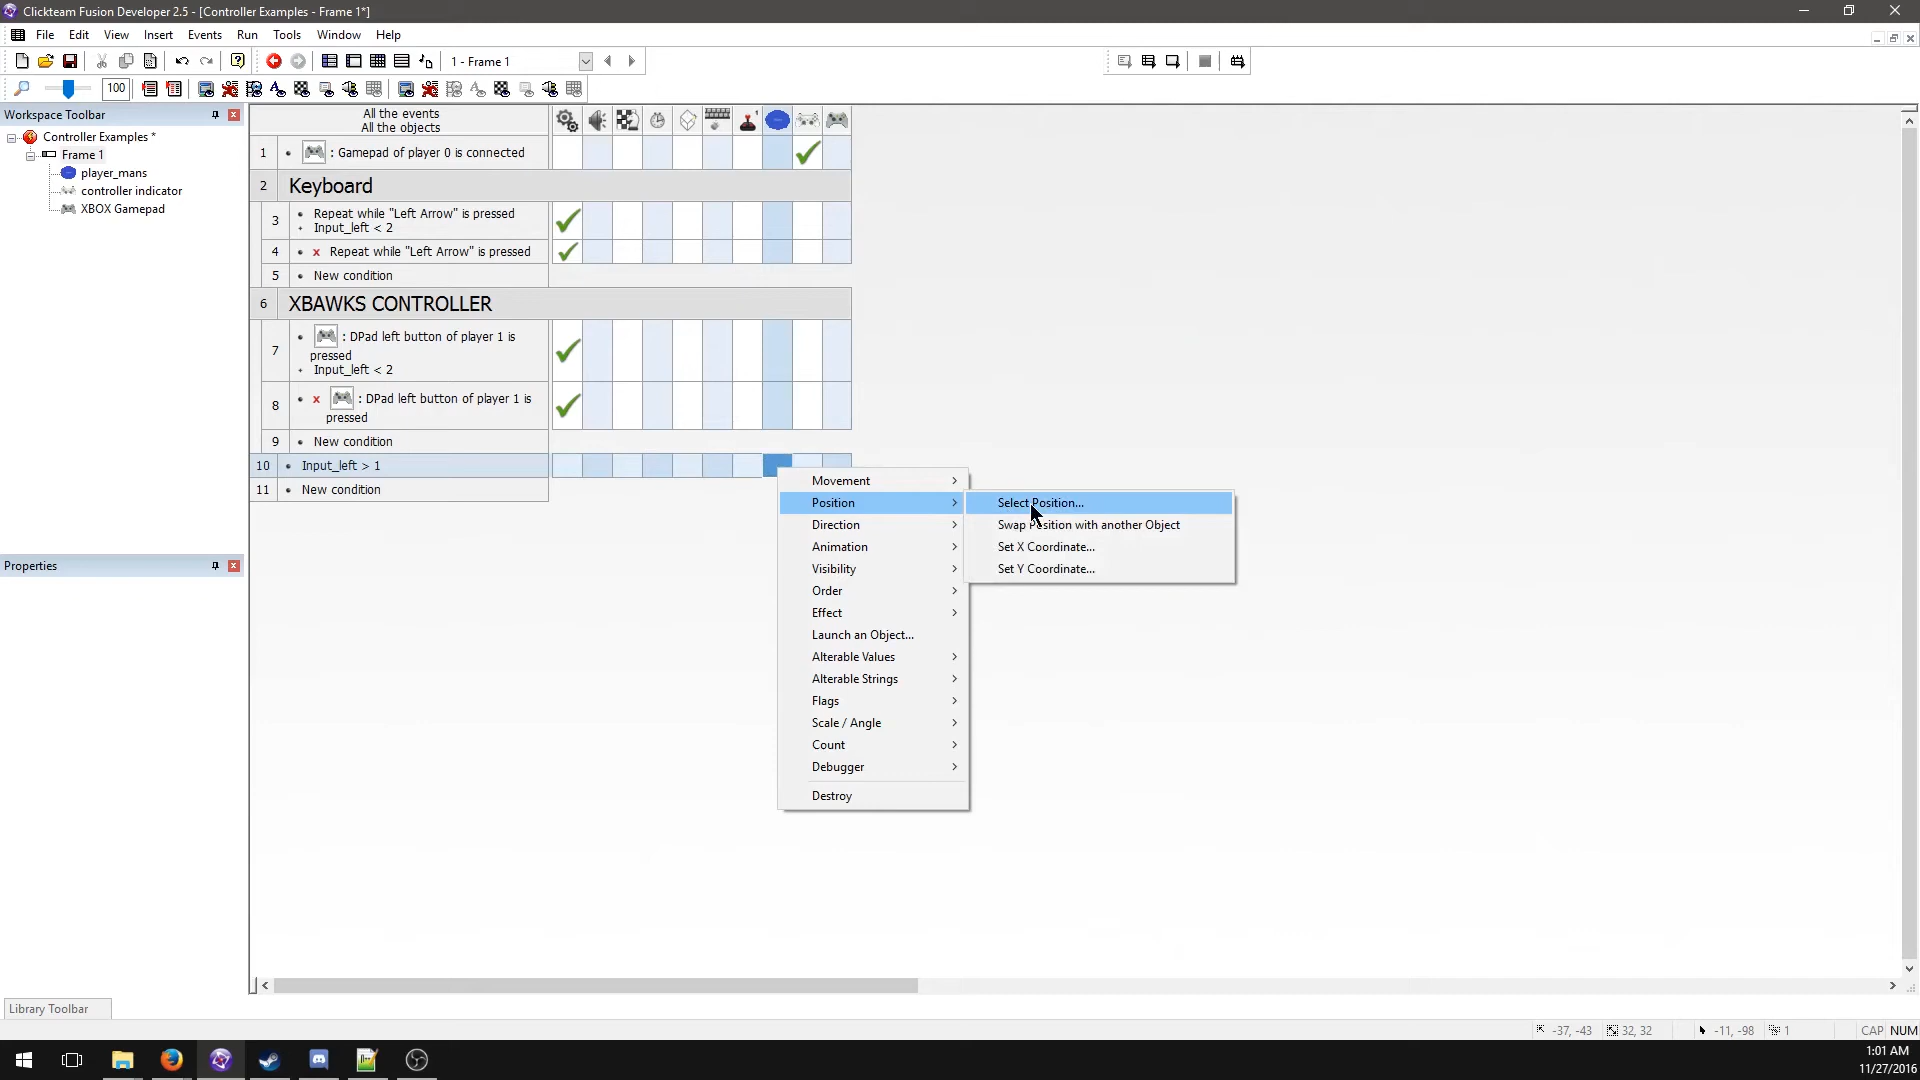 Clickteam Fusion Developer 2.5 - [Controller Examples - Frame 1*]
File Edit View Insert Events Run Tools Window Help
1 - Frame 1
100
Workspace Toolbar
Controller Examples *
Frame 1
player_mans
controller indicator
XBOX Gamepad
Properties
Library Toolbar
All the events
All the objects
1 : Gamepad of player 0 is connected
2 Keyboard
3 Repeat while "Left Arrow" is pressed
Input_left < 2
4 x Repeat while "Left Arrow" is pressed
5 New condition
6 XBAWKS CONTROLLER
7 : DPad left button of player 1 is
pressed
Input_left < 2
8 x : DPad left button of player 1 is
pressed
9 New condition
10 Input_left > 1
11 New condition
Movement
Position
Direction
Animation
Visibility
Order
Effect
Launch an Object...
Alterable Values
Alterable Strings
Flags
Scale / Angle
Count
Debugger
Destroy
Select Position...
Swap Position with another Object
Set X Coordinate...
Set Y Coordinate...
-37, -43 32, 32 -11, -98 1 CAP NUM
1:01 AM
11/27/2016